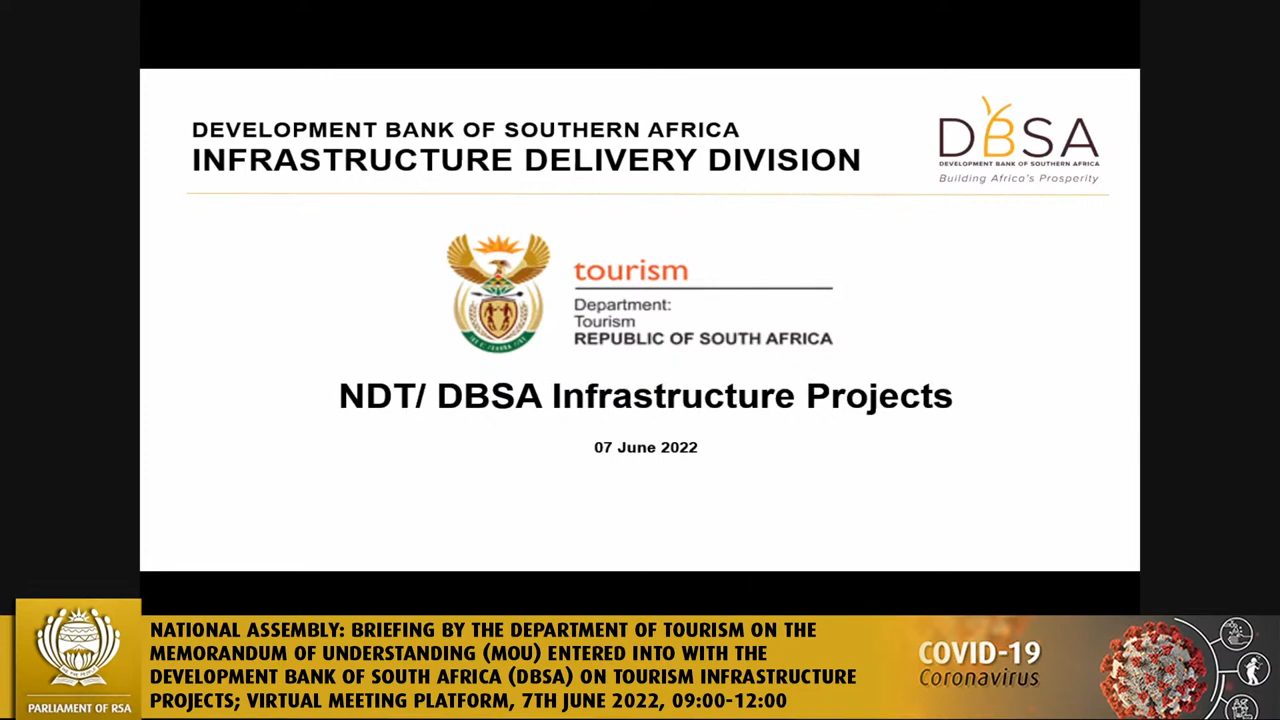 DEVELOPMENT BANK OF SOUTHERN AFRICA
INFRASTRUCTURE DELIVERY DIVISION
DBSA
DEVELOPMENT BANK OF SOUTHERN AFRICA
Building Africa's Prosperity
tourism
Department:
Tourism
REPUBLIC OF SOUTH AFRICA
NDT/ DBSA Infrastructure Projects
07 June 2022
PARLIAMENT OF RSA
NATIONAL ASSEMBLY: BRIEFING BY THE DEPARTMENT OF TOURISM ON THE
MEMORANDUM OF UNDERSTANDING (MOU) ENTERED INTO WITH THE
DEVELOPMENT BANK OF SOUTH AFRICA (DBSA) ON TOURISM INFRASTRUCTURE
PROJECTS; VIRTUAL MEETING PLATFORM, 7TH JUNE 2022, 09:00-12:00
COVID-19
Coronavirus